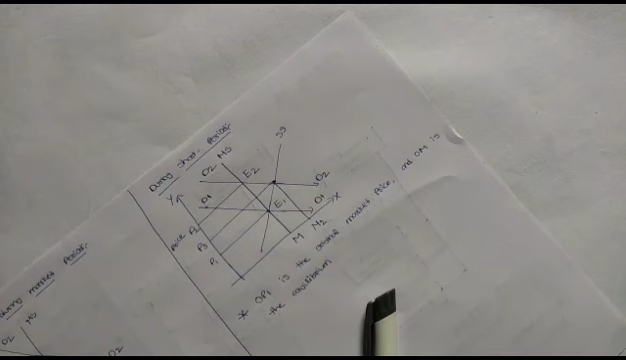 During short Period:
Y
D2 MS
SS
E2
D2
D1
E1
D1
X
Price
P2
P3
P1
M M2
* OP1 is the market Price, and OM is
the equilibrium
During market Period:
D2 MS
D2